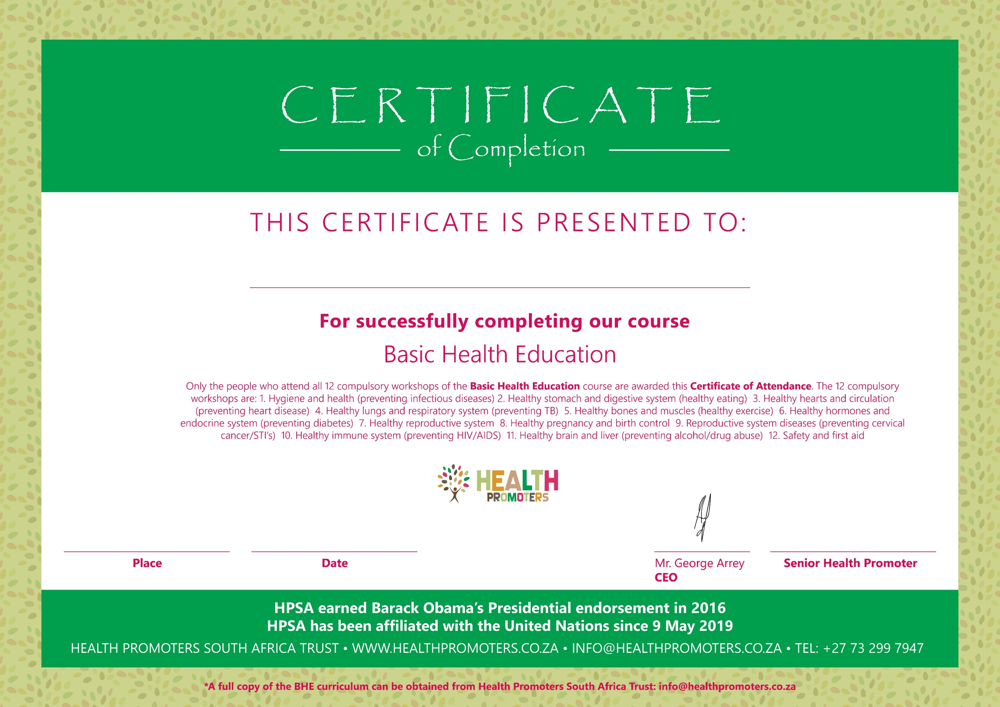 CERTIFICATE
of Completion
THIS CERTIFICATE IS PRESENTED TO:
For successfully completing our course
Basic Health Education
Only the people who attend all 12 compulsory workshops of the Basic Health Education course are awarded this Certificate of Attendance. The 12 compulsory
workshops are: 1. Hygiene and health (preventing infectious diseases) 2. Healthy stomach and digestive system (healthy eating) 3. Healthy hearts and circulation
(preventing heart disease) 4. Healthy lungs and respiratory system (preventing TB) 5. Healthy bones and muscles (healthy exercise) 6. Healthy hormones and
endocrine system (preventing diabetes) 7. Healthy reproductive system 8. Healthy pregnancy and birth control 9. Reproductive system diseases (preventing cervical
cancer/STI's) 10. Healthy immune system (preventing HIV/AIDS) 11. Healthy brain and liver (preventing alcohol/drug abuse) 12. Safety and first aid
HEALTH
PROMOTERS
Place
Date
Mr. George Arrey
CEO
Senior Health Promoter
HPSA earned Barack Obama’s Presidential endorsement in 2016
HPSA has been affiliated with the United Nations since 9 May 2019
HEALTH PROMOTERS SOUTH AFRICA TRUST • WWW.HEALTHPROMOTERS.CO.ZA • INFO@HEALTHPROMOTERS.CO.ZA • TEL: +27 73 299 7947
*A full copy of the BHE curriculum can be obtained from Health Promoters South Africa Trust: info@healthpromoters.co.za